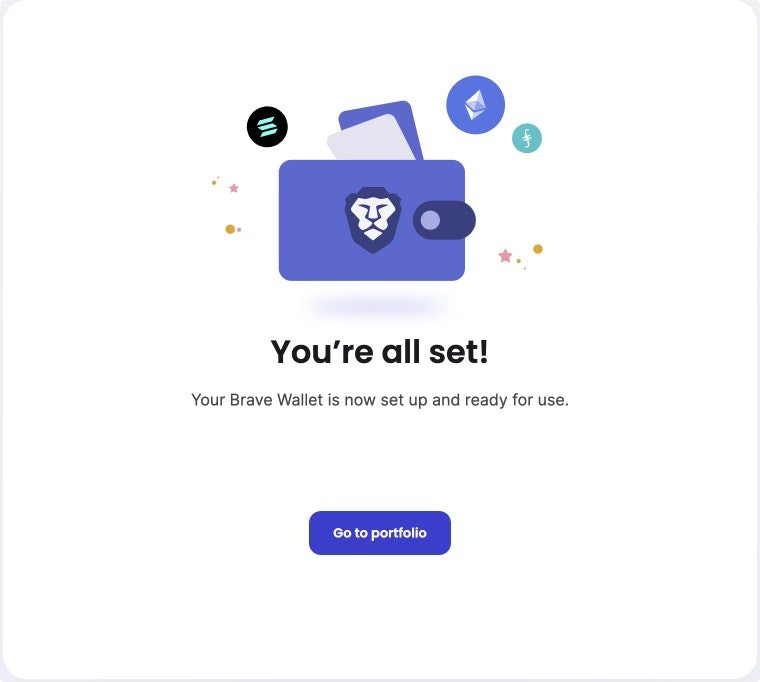 You’re all set!
Your Brave Wallet is now set up and ready for use.
Go to portfolio